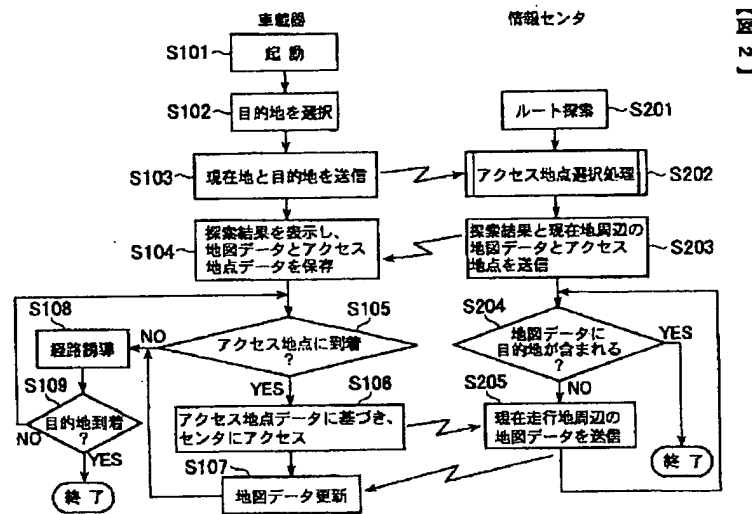 【図2】
車載器
情報センタ
S101
起動
S102
目的地を選択
ルート探索
S201
S103
現在地と目的地を送信
アクセス地点選択処理
S202
S104
探索結果を表示し、
地図データとアクセス
地点データを保存
探索結果と現在地周辺の
地図データとアクセス
地点を送信
S203
S108
経路誘導
NO
S105
アクセス地点に到着
?
YES
S204
地図データに
目的地が含まれる
?
YES
NO
S109
目的地到着
?
NO
YES
終了
S106
アクセス地点データに基づき、
センタにアクセス
S205
現在走行地周辺の
地図データを送信
終了
S107
地図データ更新